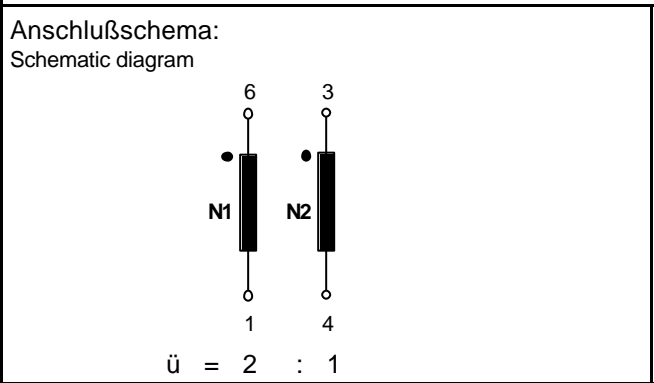 Anschlußschema:
Schematic diagram
6 3
N1 N2
1 4
ü = 2 : 1